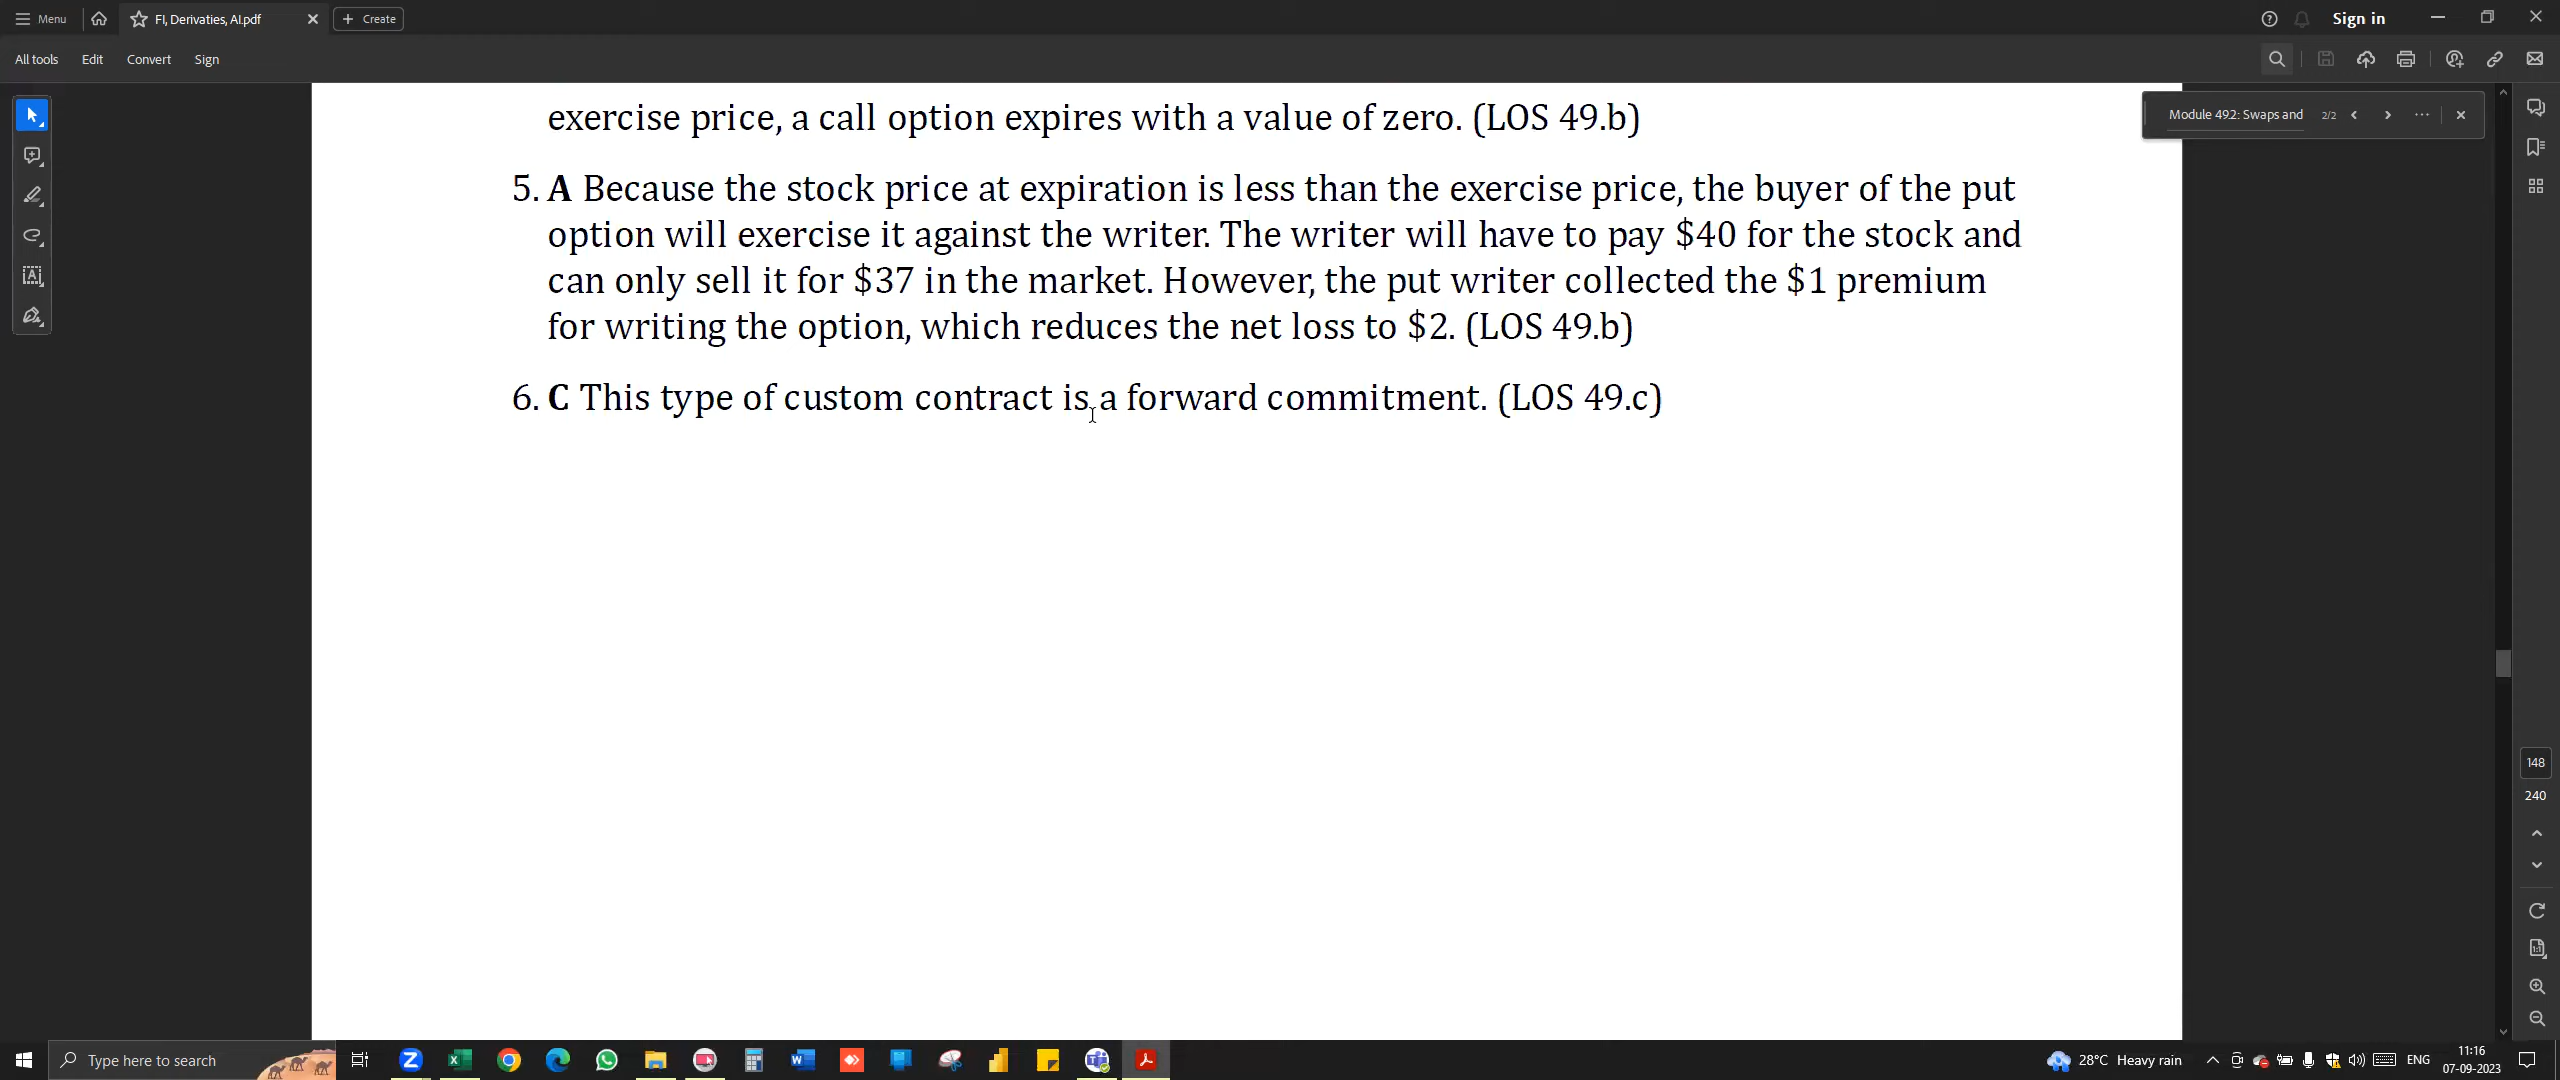 Menu
FI, Derivaties, AI.pdf
Create
Sign in
All tools Edit Convert Sign
Module 49.2: Swaps and 2/2
exercise price, a call option expires with a value of zero. (LOS 49.b)
5. A Because the stock price at expiration is less than the exercise price, the buyer of the put
option will exercise it against the writer. The writer will have to pay $40 for the stock and
can only sell it for $37 in the market. However, the put writer collected the $1 premium
for writing the option, which reduces the net loss to $2. (LOS 49.b)
6. C This type of custom contract is a forward commitment. (LOS 49.c)
148
240
Type here to search
28°C Heavy rain
ENG
11:16
07-09-2023